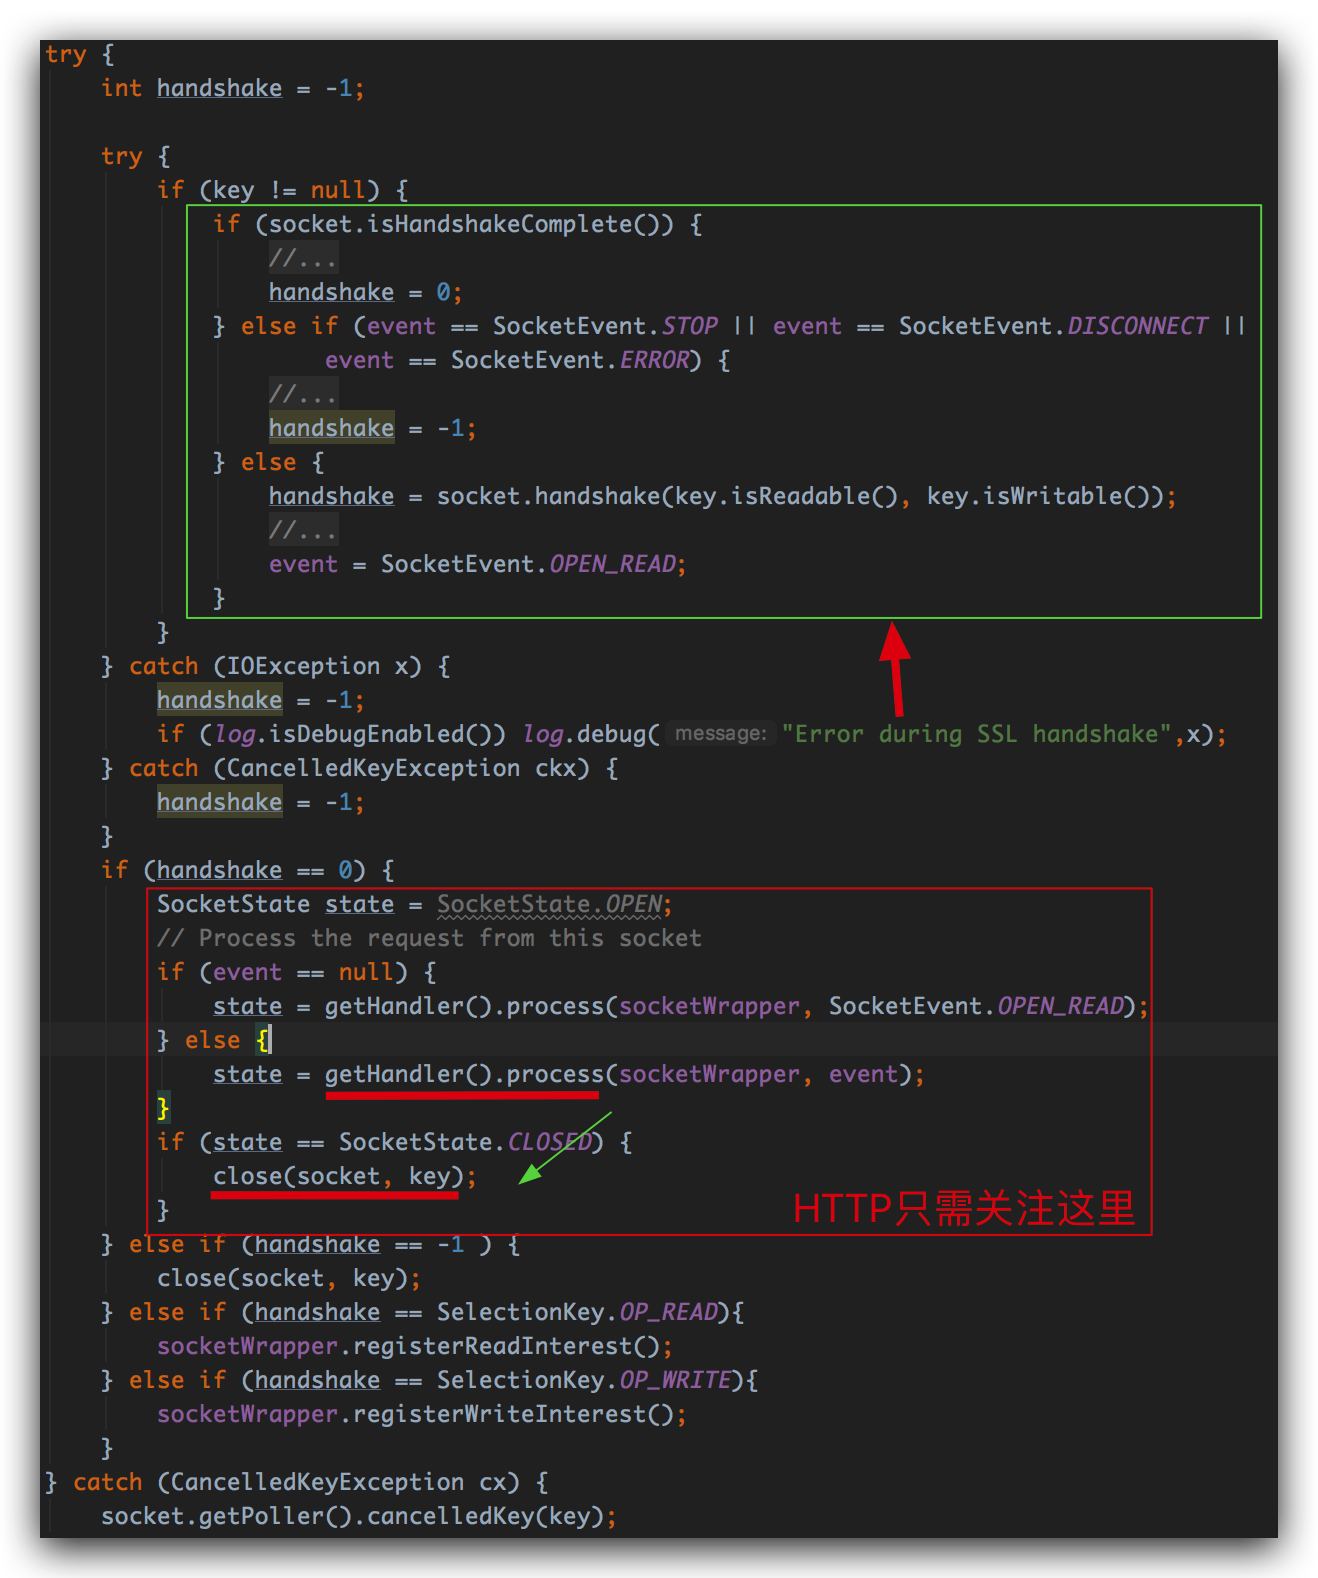 try {
    int handshake = -1;

    try {
        if (key != null) {
            if (socket.isHandshakeComplete()) {
                //...
                handshake = 0;
            } else if (event == SocketEvent.STOP || event == SocketEvent.DISCONNECT ||
                    event == SocketEvent.ERROR) {
                //...
                handshake = -1;
            } else {
                handshake = socket.handshake(key.isReadable(), key.isWritable());
                //...
                event = SocketEvent.OPEN_READ;
            }
        }
    } catch (IOException x) {
        handshake = -1;
        if (log.isDebugEnabled()) log.debug( message: "Error during SSL handshake",x);
    } catch (CancelledKeyException ckx) {
        handshake = -1;
    }
    if (handshake == 0) {
        SocketState state = SocketState.OPEN;
        // Process the request from this socket
        if (event == null) {
            state = getHandler().process(socketWrapper, SocketEvent.OPEN_READ);
        } else {
            state = getHandler().process(socketWrapper, event);
        }
        if (state == SocketState.CLOSED) {
            close(socket, key);
        }
HTTP只需关注这里
    } else if (handshake == -1 ) {
        close(socket, key);
    } else if (handshake == SelectionKey.OP_READ){
        socketWrapper.registerReadInterest();
    } else if (handshake == SelectionKey.OP_WRITE){
        socketWrapper.registerWriteInterest();
    }
} catch (CancelledKeyException cx) {
    socket.getPoller().cancelledKey(key);